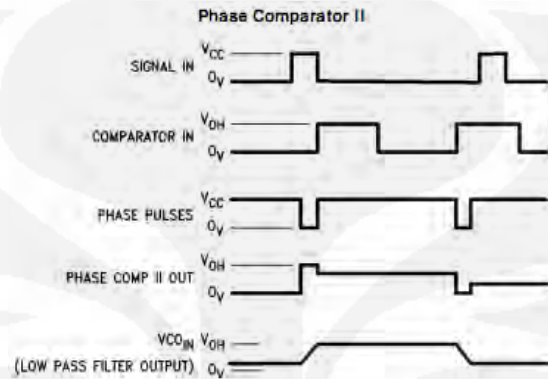 Phase Comparator II
SIGNAL IN
VCC
0V
COMPARATOR IN
VOH
0V
PHASE PULSES
VCC
0V
PHASE COMP II OUT
VOH
0V
VCOIN
VOH
(LOW PASS FILTER OUTPUT)
0V